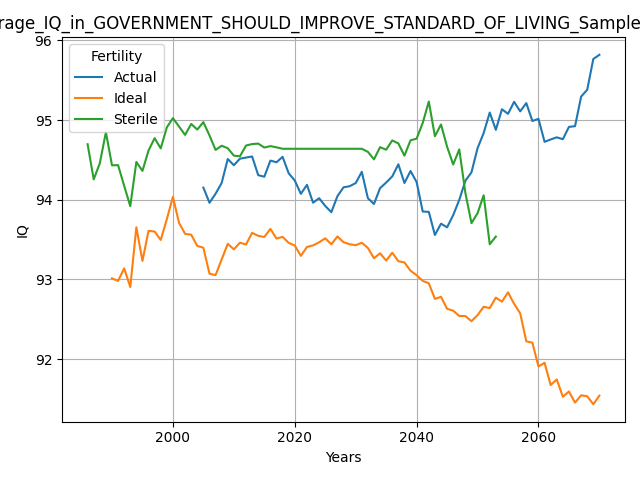 rage_IQ_in_GOVERNMENT_SHOULD_IMPROVE_STANDARD_OF_LIVING_Sample
96
95
94
93
92
IQ
Fertility
Actual
Ideal
Sterile
2000 2020 2040 2060
Years